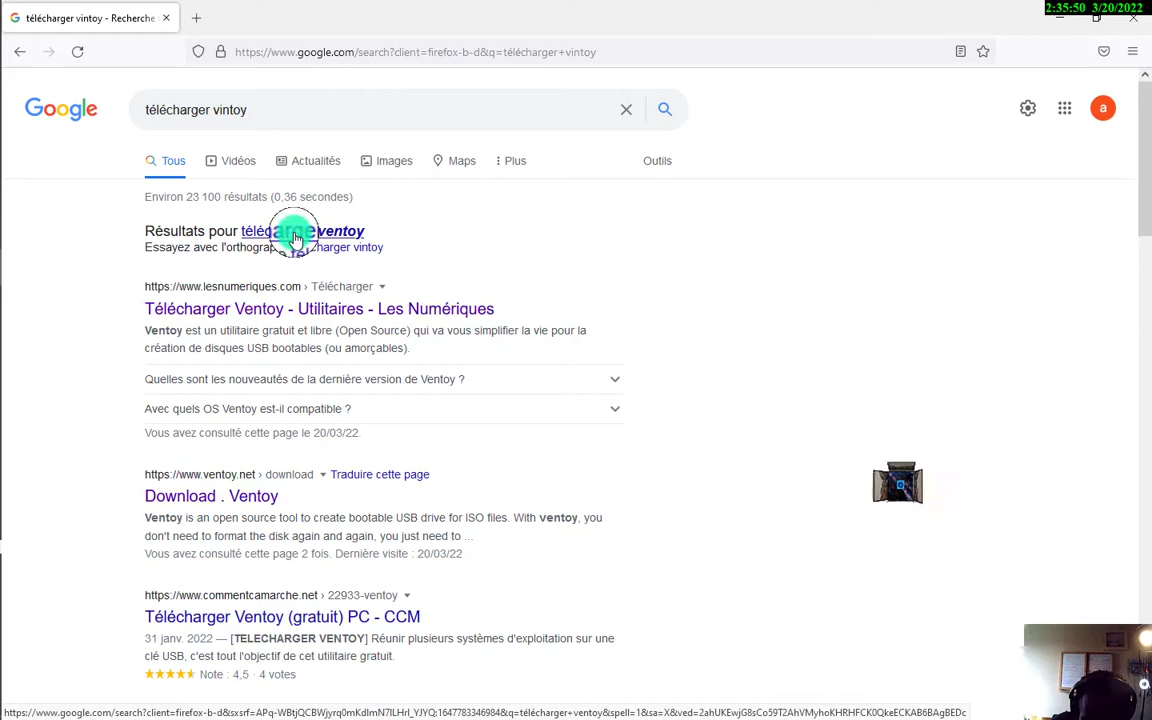 2:35:50 3/20/2022
télécharger vintoy - Recherche
https://www.google.com/search?client=firefox-b-d&q=télécharger+vintoy
Google
télécharger vintoy
a
Tous
Vidéos
Actualités
Images
Maps
Plus
Outils
Environ 23 100 résultats (0,36 secondes)
Résultats pour ventoy
Essayez avec l'orthographe vintoy
https://www.lesnumeriques.com › Télécharger
Télécharger Ventoy - Utilitaires - Les Numériques
Ventoy est un utilitaire gratuit et libre (Open Source) qui va vous simplifier la vie pour la
création de disques USB bootables (ou amorçables).
Quelles sont les nouveautés de la dernière version de Ventoy ?
Avec quels OS Ventoy est-il compatible ?
Vous avez consulté cette page le 20/03/22.
https://www.ventoy.net › download Traduire cette page
Download . Ventoy
Ventoy is an open source tool to create bootable USB drive for ISO files. With ventoy, you
don't need to format the disk again and again, you just need to ...
Vous avez consulté cette page 2 fois. Dernière visite : 20/03/22
https://www.commentcamarche.net › 22933-ventoy
Télécharger Ventoy (gratuit) PC - CCM
31 janv. 2022 — [TELECHARGER VENTOY] Réunir plusieurs systèmes d'exploitation sur une
clé USB, c'est tout l'objectif de cet utilitaire gratuit.
Note : 4,5 · 4 votes